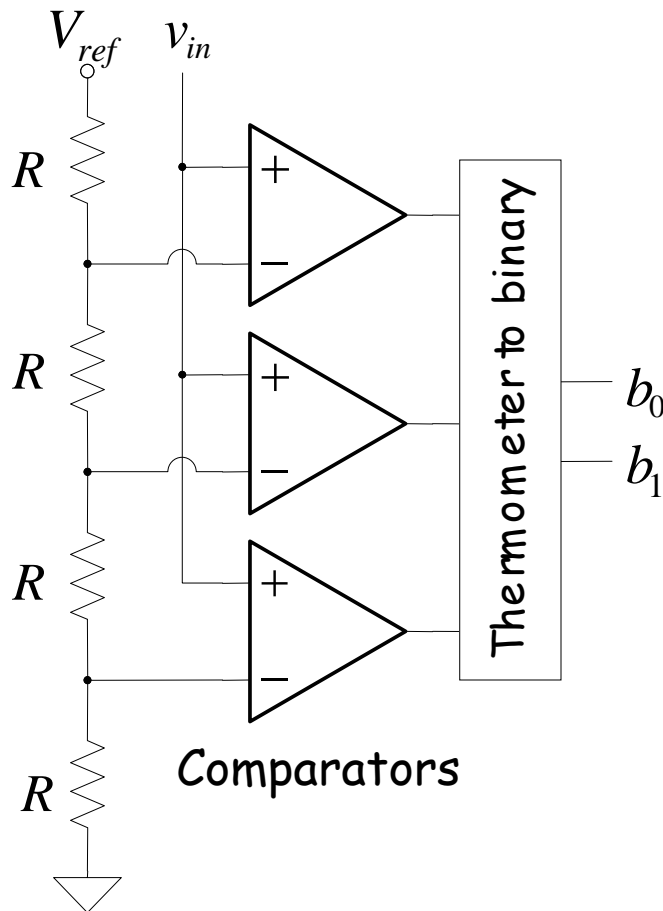 V_ref v_in
R
+
−
Thermometer to binary
R
+
−
b_0
b_1
R
+
−
Comparators
R